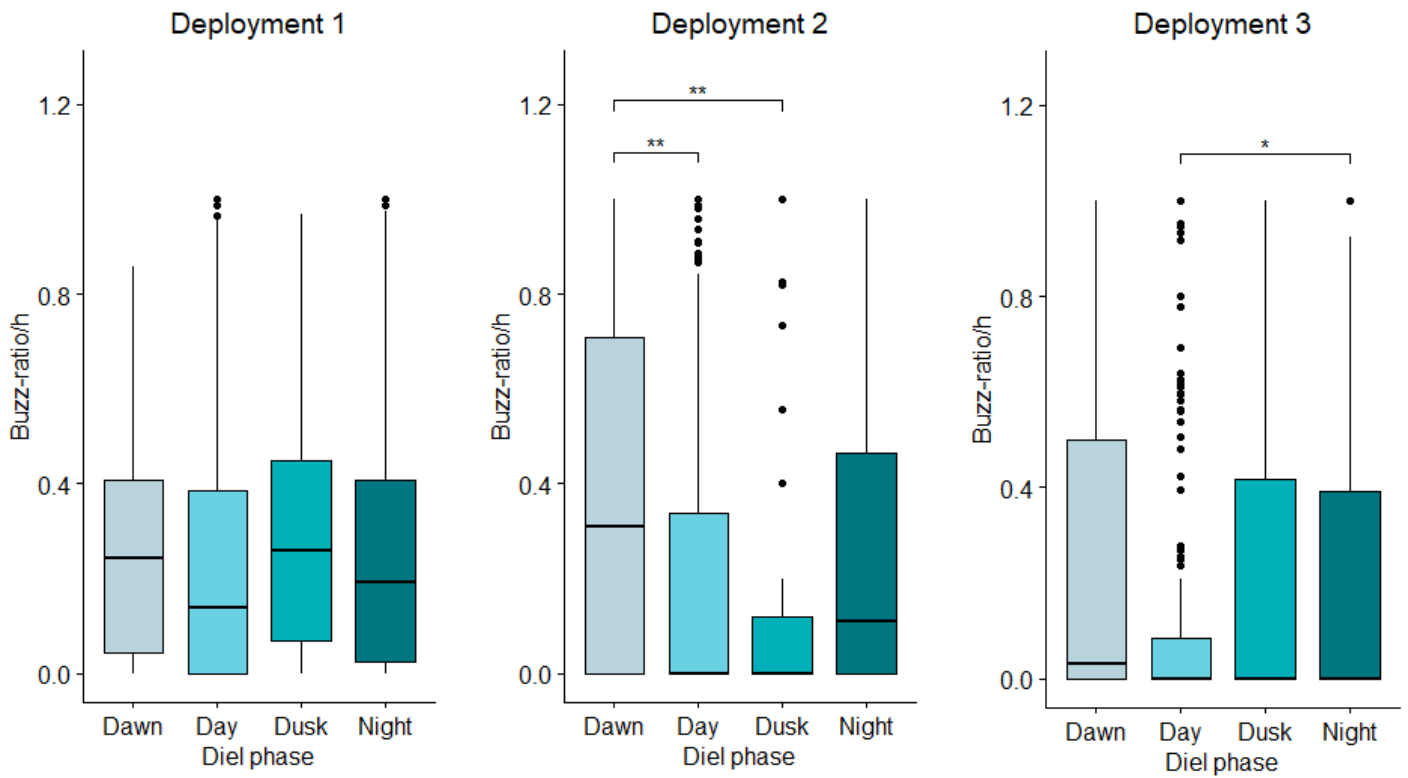 Deployment 1
Buzz-ratio/h
1.2
0.8
0.4
0.0
Dawn Day Dusk Night
Diel phase
Deployment 2
Buzz-ratio/h
1.2
0.8
0.4
0.0
**
**
Dawn Day Dusk Night
Diel phase
Deployment 3
Buzz-ratio/h
1.2
0.8
0.4
0.0
*
Dawn Day Dusk Night
Diel phase